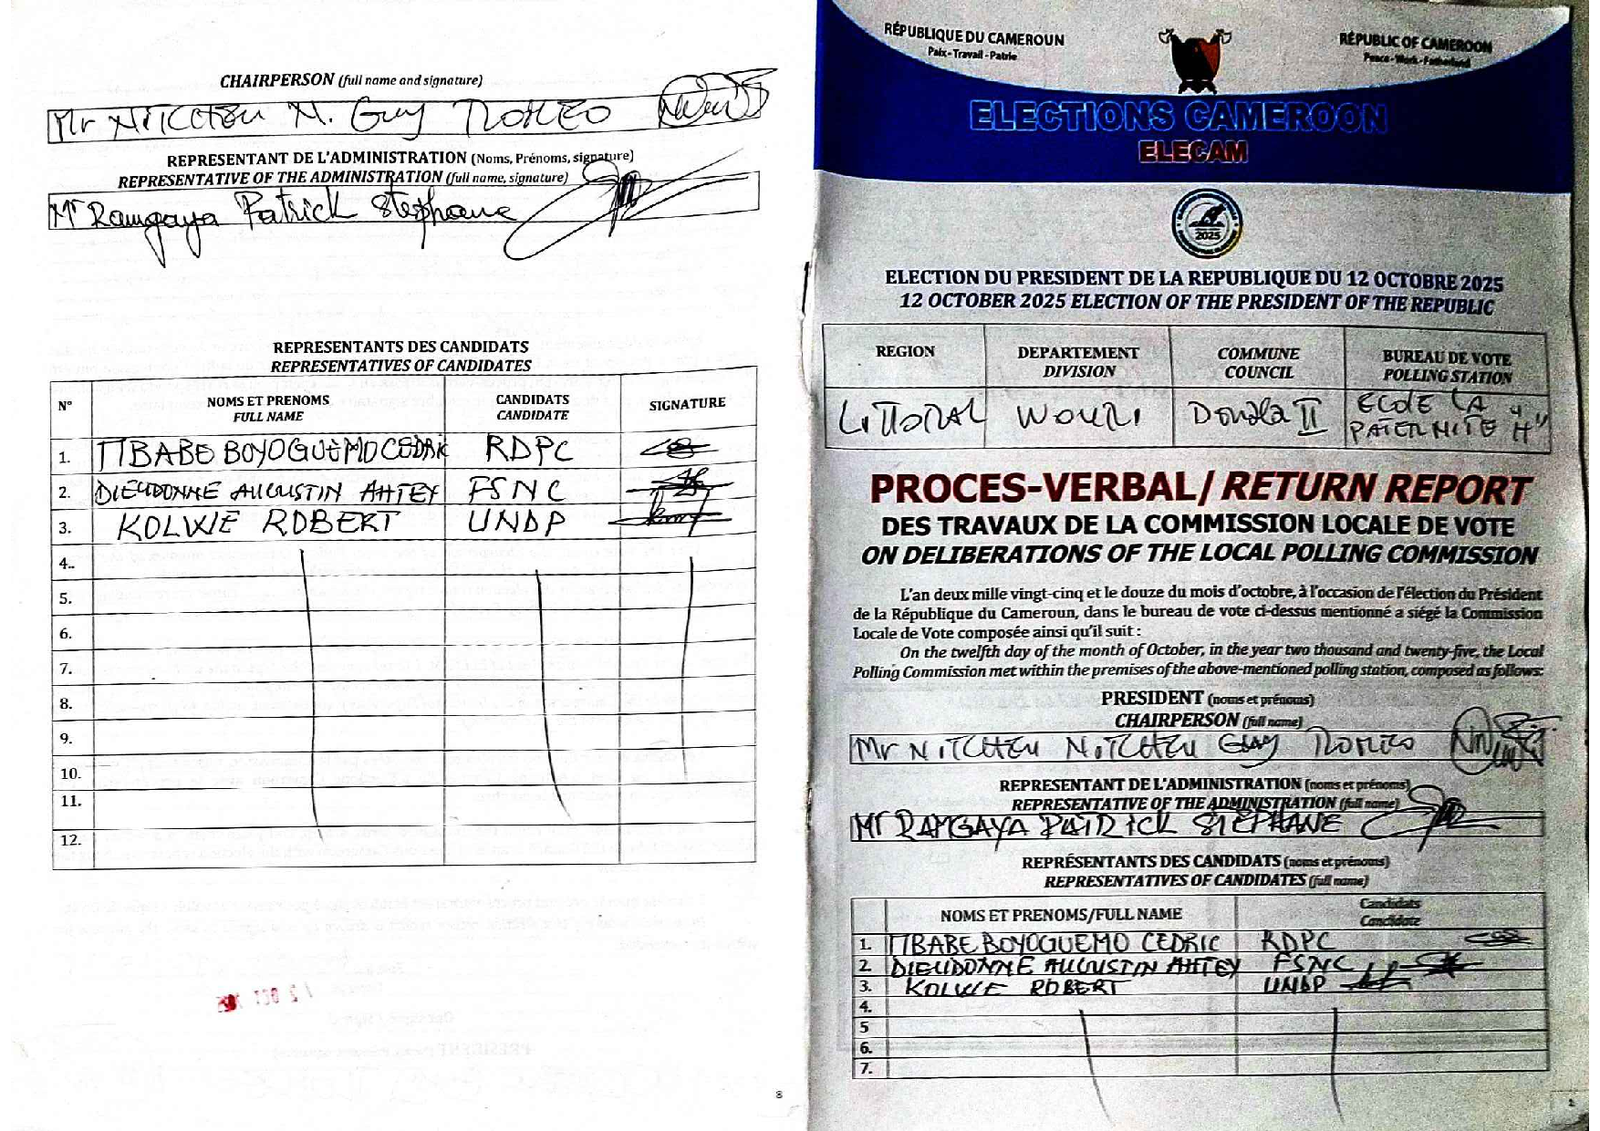 CHAIRPERSON (full name and signature)
Mr NITCHEU N. Guy ROMEO
REPRESENTANT DE L'ADMINISTRATION (Noms, Prénoms, signature)
REPRESENTATIVE OF THE ADMINISTRATION (full name, signature)
Mr Ramgaya Patrick Stephane
REPRESENTANTS DES CANDIDATS
REPRESENTATIVES OF CANDIDATES
N° NOMS ET PRENOMS CANDIDATS SIGNATURE
FULL NAME CANDIDATE
1. BOYOGUEMO CEDRIC RDPC
2. DIEUDONNE AUGUSTIN AHTEY FSNC
3. KOLWE ROBERT UNDP
4..
5.
6.
7.
8.
9.
10.
11.
12.
12 OCT
8
RÉPUBLIQUE DU CAMEROUN
Paix - Travail - Patrie
RÉPUBLIC OF CAMEROON
Peace - Work - Fatherland
ELECTIONS CAMEROON
ELECAM
2025
ELECTION DU PRESIDENT DE LA REPUBLIQUE DU 12 OCTOBRE 2025
12 OCTOBER 2025 ELECTION OF THE PRESIDENT OF THE REPUBLIC
REGION DEPARTEMENT COMMUNE BUREAU DE VOTE
DIVISION COUNCIL POLLING STATION
LITTORAL WOURI Douala II ECOLE LA
PATERNITE "H"
PROCES-VERBAL/ RETURN REPORT
DES TRAVAUX DE LA COMMISSION LOCALE DE VOTE
ON DELIBERATIONS OF THE LOCAL POLLING COMMISSION
L'an deux mille vingt-cinq et le douze du mois d'octobre, à l'occasion de l'élection du Président
de la République du Cameroun, dans le bureau de vote ci-dessus mentionné a siégé la Commission
Locale de Vote composée ainsi qu'il suit :
On the twelfth day of the month of October, in the year two thousand and twenty-five, the Local
Polling Commission met within the premises of the above-mentioned polling station, composed as follows:
PRESIDENT (noms et prénoms)
CHAIRPERSON (full name)
Mr NITCHEU NITCHEU Guy ROMEO
REPRESENTANT DE L'ADMINISTRATION (noms et prénoms)
REPRESENTATIVE OF THE ADMINISTRATION (full name)
Mr RAMGAYA PATRICK STEPHANE
REPRÉSENTANTS DES CANDIDATS (noms et prénoms)
REPRESENTATIVES OF CANDIDATES (full name)
NOMS ET PRENOMS/FULL NAME Candidats
Candidate
1. BOYOGUEMO CEDRIC RDPC
2. DIEUDONNE AUGUSTIN AHTEY FSNC
3. KOLWE ROBERT UNDP
4.
5
6.
7.